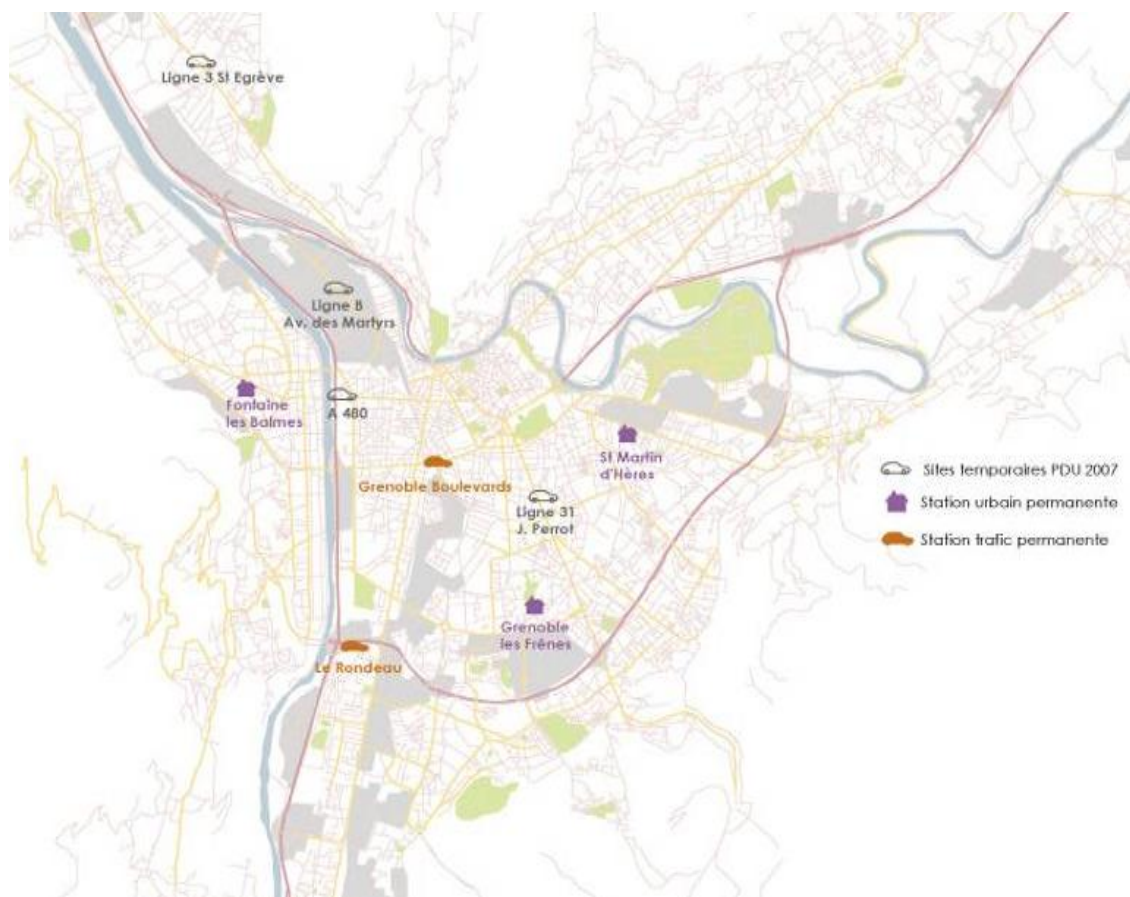 Ligne 3 St Egrève
Ligne B
Av. des Martyrs
Fontaine
les Balmes
A 480
St Martin
d'Hères
Grenoble Boulevards
Ligne 31
J. Perrot
Grenoble
les Frênes
Le Rondeau
Sites temporaires PDU 2007
Station urbain permanente
Station trafic permanente